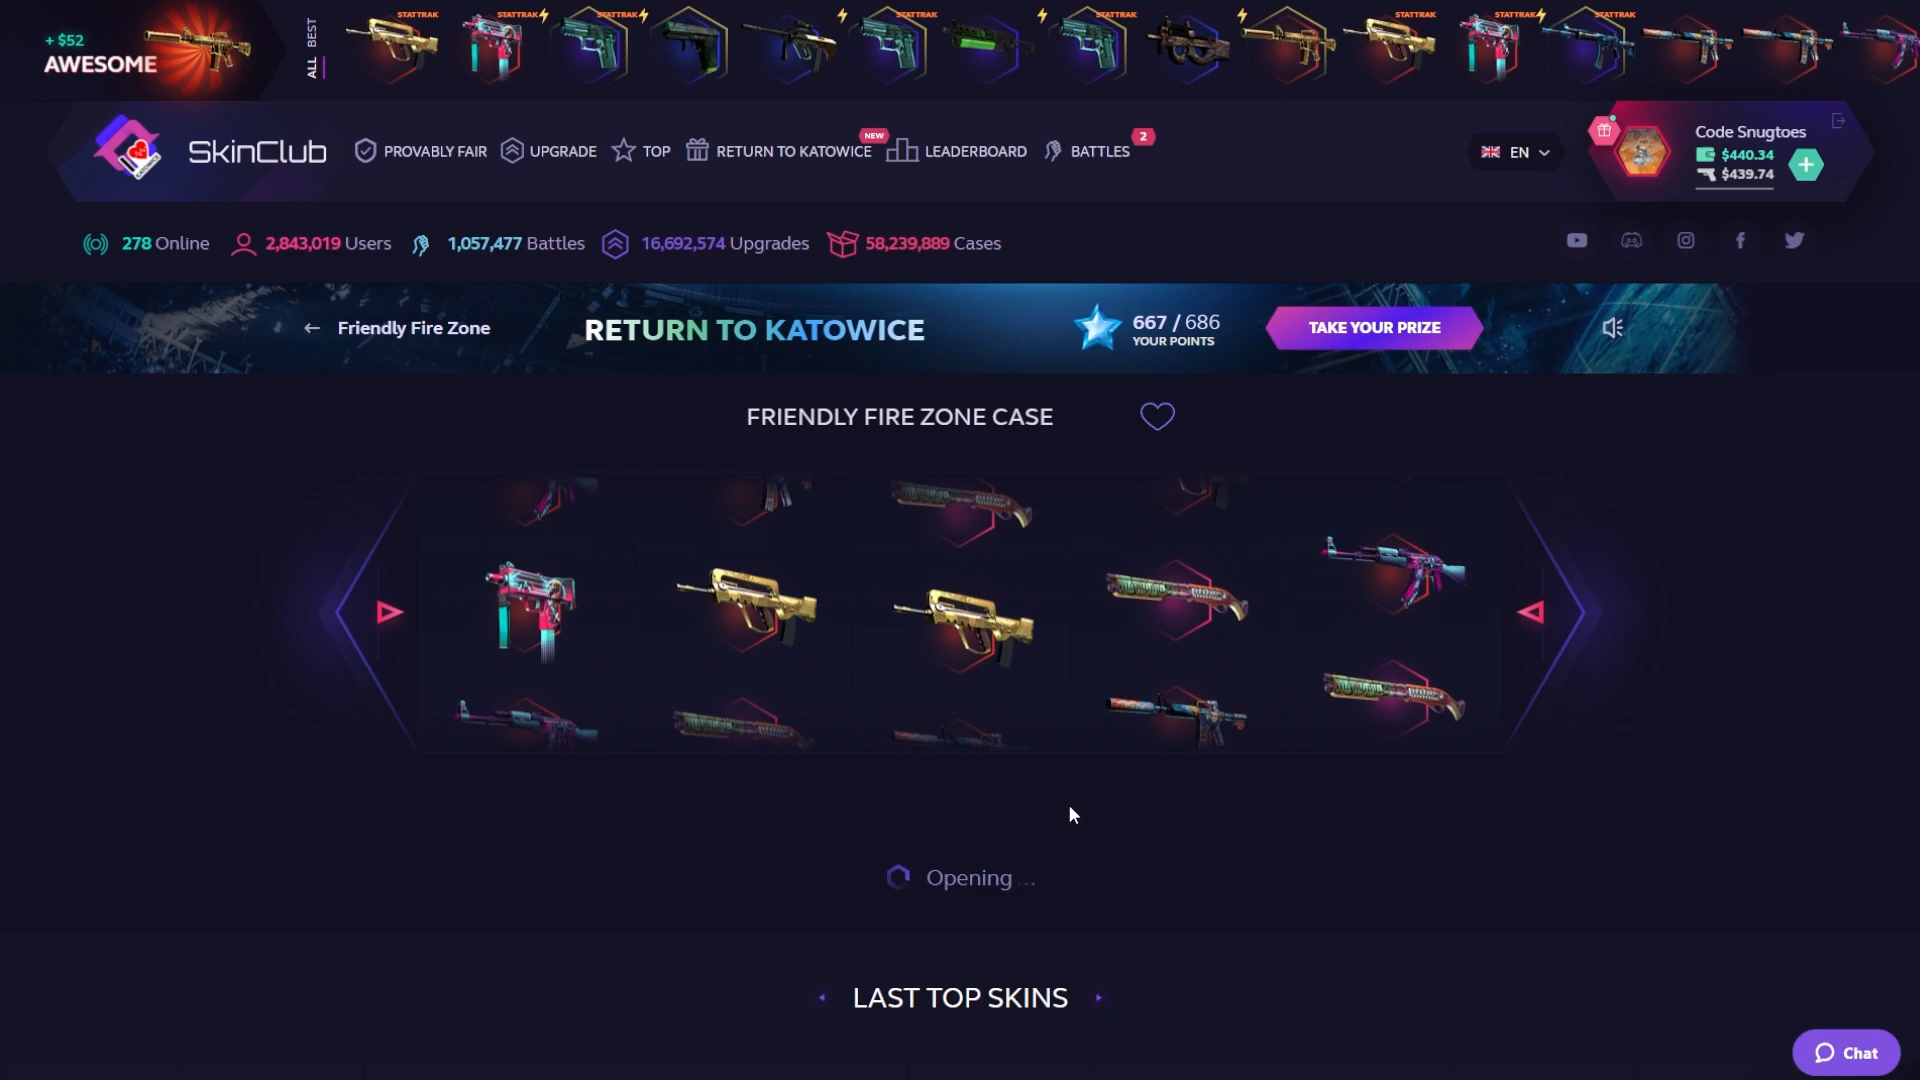 + $52
AWESOME
ALL BEST
STATTRAK
STATTRAK
STATTRAK
STATTRAK
STATTRAK
STATTRAK
STATTRAK
STATTRAK
SkinClub
PROVABLY FAIR
UPGRADE
TOP
RETURN TO KATOWICE
NEW
LEADERBOARD
BATTLES
2
EN
Code Snugtoes
$440.34
$439.74
278 Online
2,843,019 Users
1,057,477 Battles
16,692,574 Upgrades
58,239,889 Cases
← Friendly Fire Zone
RETURN TO KATOWICE
667 / 686
YOUR POINTS
TAKE YOUR PRIZE
FRIENDLY FIRE ZONE CASE
Opening ...
LAST TOP SKINS
Chat